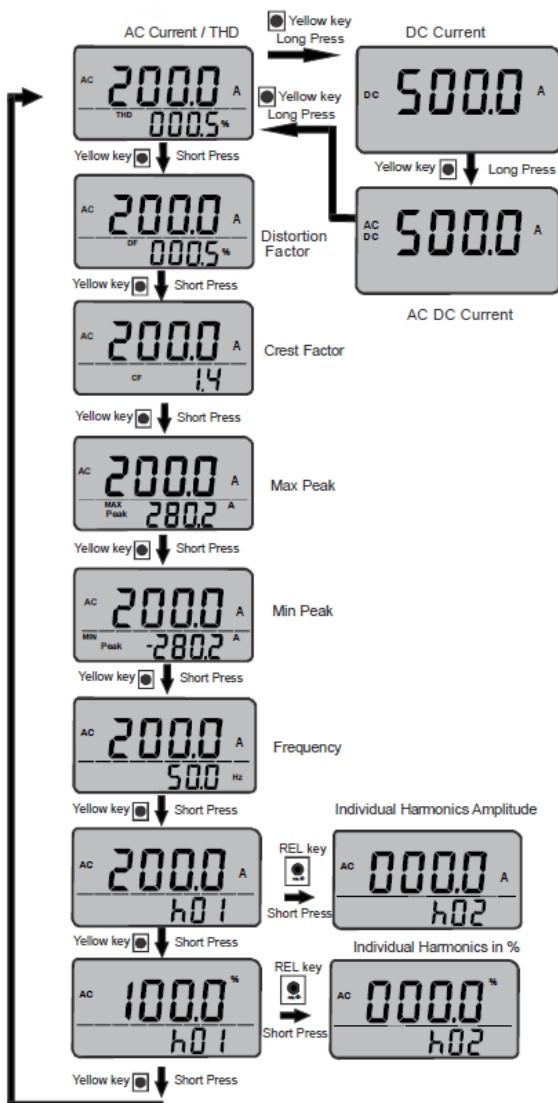 AC Current / THD
Yellow key
Long Press
DC Current
AC 200.0 A
THD 000.5 %
DC 500.0 A
Yellow key
Long Press
Yellow key Short Press
Yellow key Long Press
AC 200.0 A
DF 000.5 %
Distortion
Factor
AC
DC 500.0 A
AC DC Current
Yellow key Short Press
AC 200.0 A
CF 1.4
Crest Factor
Yellow key Short Press
AC 200.0 A
MAX
Peak 280.2 A
Max Peak
Yellow key Short Press
AC 200.0 A
MIN Peak -280.2 A
Min Peak
Yellow key Short Press
AC 200.0 A
50.0 Hz
Frequency
Yellow key Short Press
Individual Harmonics Amplitude
AC 200.0 A
h01
REL key
Short Press
AC 000.0 A
h02
Yellow key Short Press
Individual Harmonics in %
AC 100.0 %
h01
REL key
Short Press
AC 000.0 %
h02
Yellow key Short Press